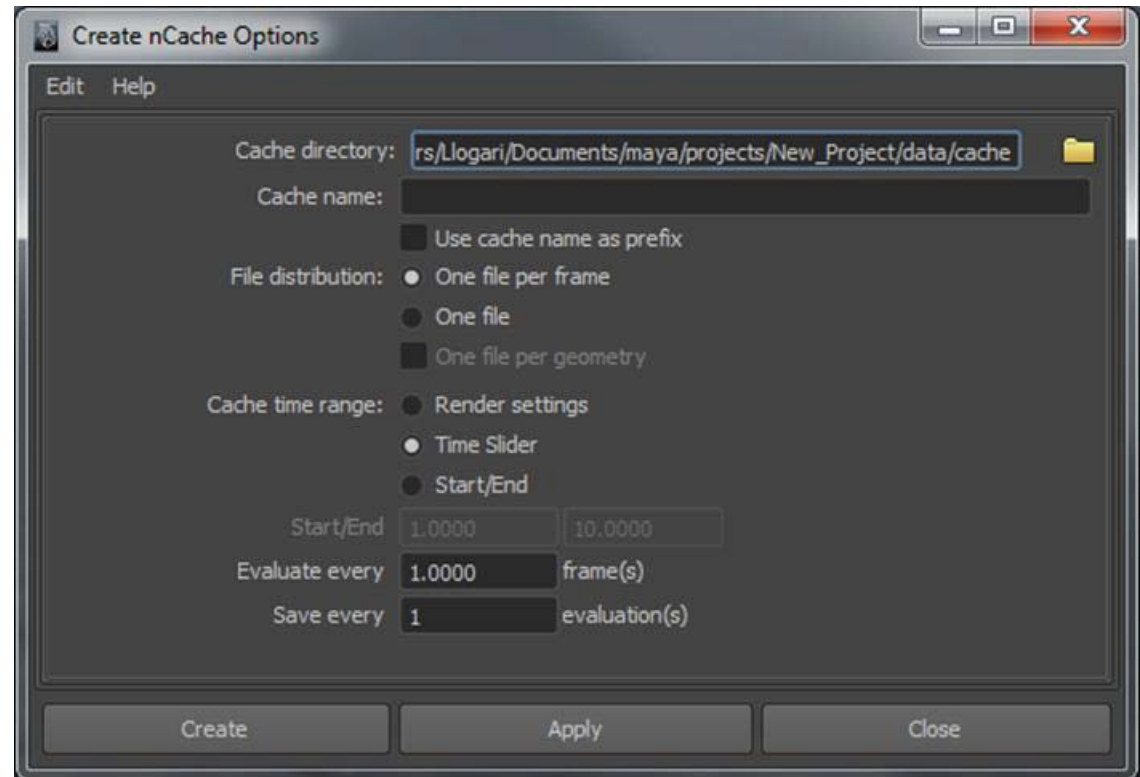 Create nCache Options
Edit Help
Cache directory: rs/Llogari/Documents/maya/projects/New_Project/data/cache
Cache name:
Use cache name as prefix
File distribution: One file per frame
One file
One file per geometry
Cache time range: Render settings
Time Slider
Start/End
Start/End 1.0000 10.0000
Evaluate every 1.0000 frame(s)
Save every 1 evaluation(s)
Create Apply Close